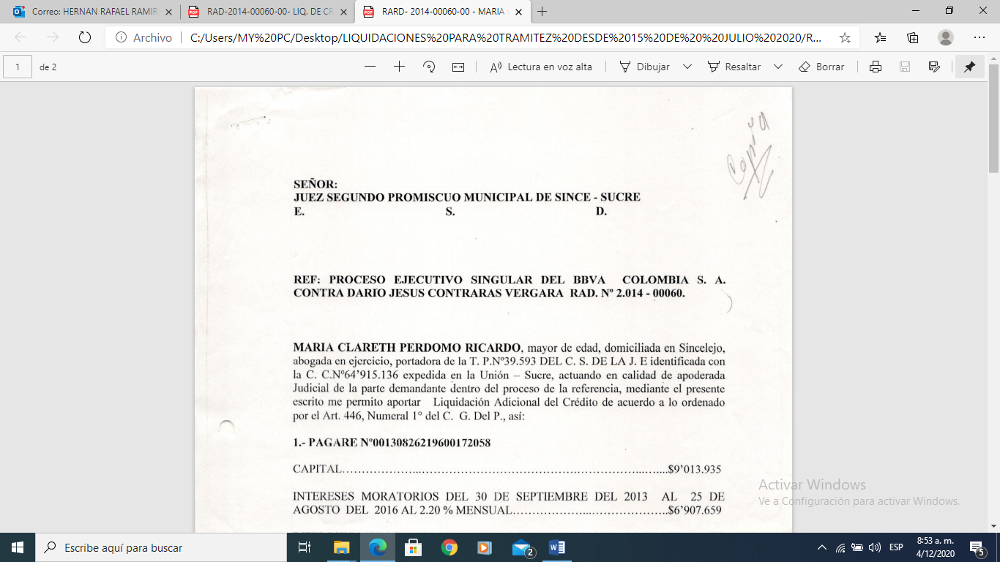 Correo: HERNAN RAFAEL RAMIR
RAD-2014-00060-00- LIQ. DE CR
RARD- 2014-00060-00 - MARIA
Archivo
C:/Users/MY%20PC/Desktop/LIQUIDACIONES%20PARA%20TRAMITEZ%20DESDE%2015%20DE%20%20JULIO%202020/R...
1 de 2
Lectura en voz alta
Dibujar
Resaltar
Borrar
Copia
SEÑOR:
JUEZ SEGUNDO PROMISCUO MUNICIPAL DE SINCE - SUCRE
E. S. D.
REF: PROCESO EJECUTIVO SINGULAR DEL BBVA COLOMBIA S. A.
CONTRA DARIO JESUS CONTRARAS VERGARA RAD. Nº 2.014 - 00060.
MARIA CLARETH PERDOMO RICARDO, mayor de edad, domiciliada en Sincelejo,
abogada en ejercicio, portadora de la T. P.Nº39.593 DEL C. S. DE LA J. E identificada con
la C. C.Nº64’915.136 expedida en la Unión – Sucre, actuando en calidad de apoderada
Judicial de la parte demandante dentro del proceso de la referencia, mediante el presente
escrito me permito aportar Liquidación Adicional del Crédito de acuerdo a lo ordenado
por el Art. 446, Numeral 1° del C. G. Del P., así:
1.- PAGARE Nº00130826219600172058
CAPITAL………………...……………………………….……………...…....$9’013.935
INTERESES MORATORIOS DEL 30 DE SEPTIEMBRE DEL 2013 AL 25 DE
AGOSTO DEL 2016 AL 2.20 % MENSUAL……………...………………..$6’907.659
Activar Windows
Ve a Configuración para activar Windows.
Escribe aquí para buscar
2
ESP
8:53 a. m.
4/12/2020
5